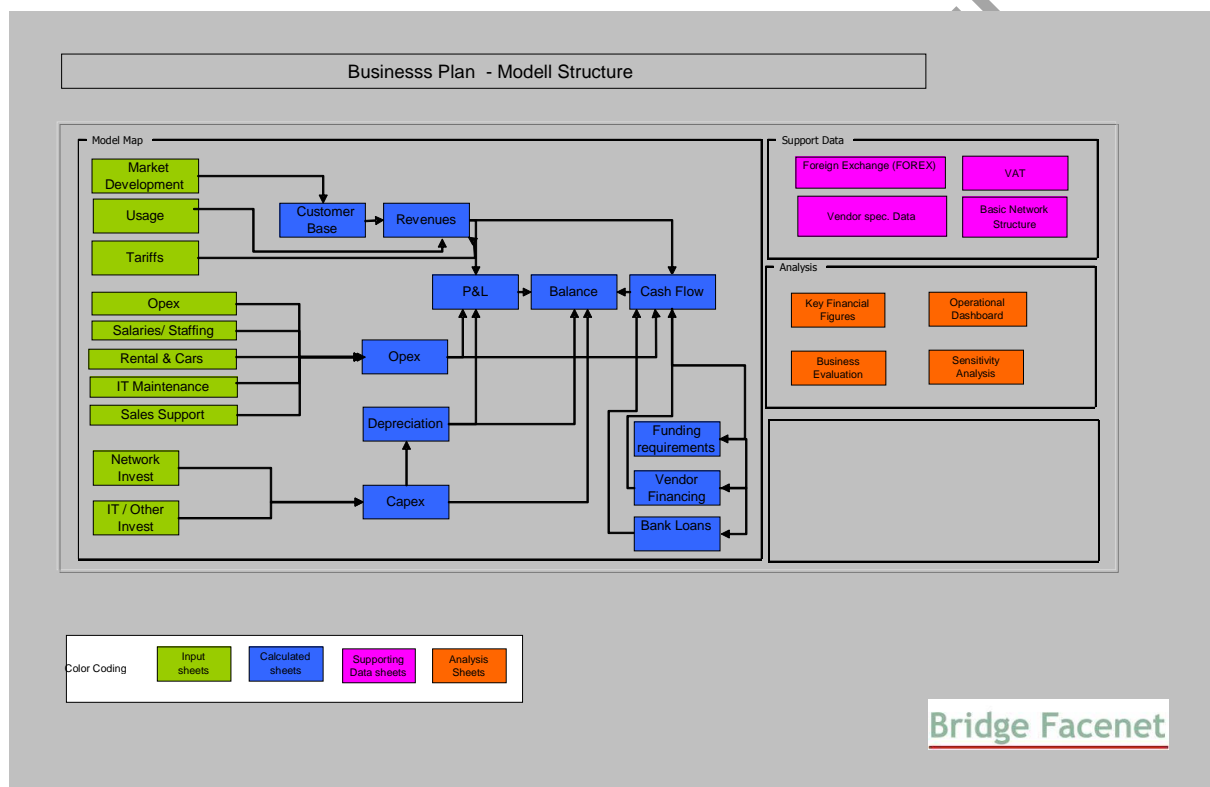 Businesss Plan - Modell Structure
Model Map
Market
Development
Usage
Tariffs
Customer
Base
Revenues
P&L
Balance
Cash Flow
Opex
Salaries/ Staffing
Rental & Cars
IT Maintenance
Sales Support
Opex
Depreciation
Network
Invest
IT / Other
Invest
Capex
Funding
requirements
Vendor
Financing
Bank Loans
Support Data
Foreign Exchange (FOREX)
VAT
Vendor spec. Data
Basic Network
Structure
Analysis
Key Financial
Figures
Operational
Dashboard
Business
Evaluation
Sensitivity
Analysis
Color Coding
Input
sheets
Calculated
sheets
Supporting
Data sheets
Analysis
Sheets
Bridge Facenet